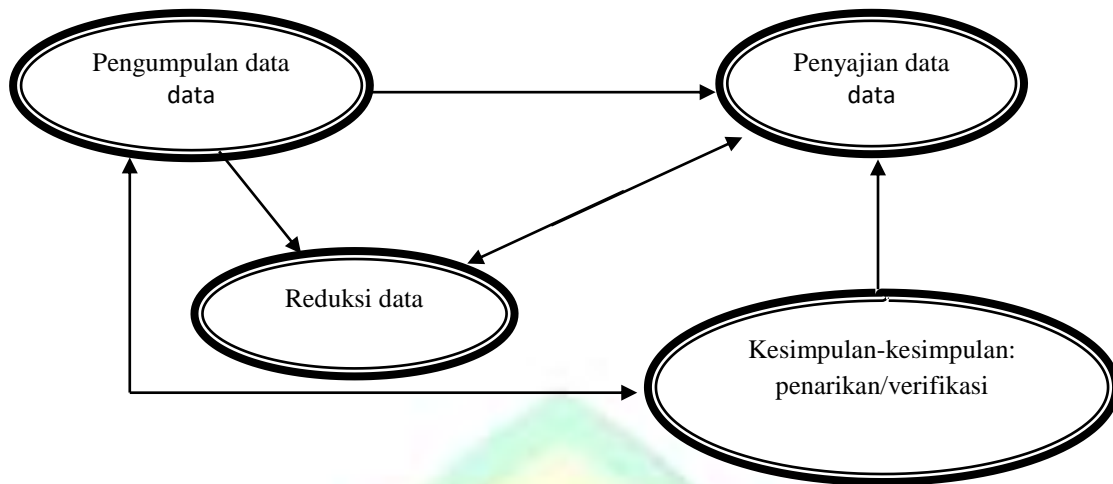 Pengumpulan data
data
Penyajian data
data
Reduksi data
Kesimpulan-kesimpulan:
penarikan/verifikasi